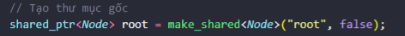 // Tạo thư mục gốc
shared_ptr<Node> root = make_shared<Node>("root", false);